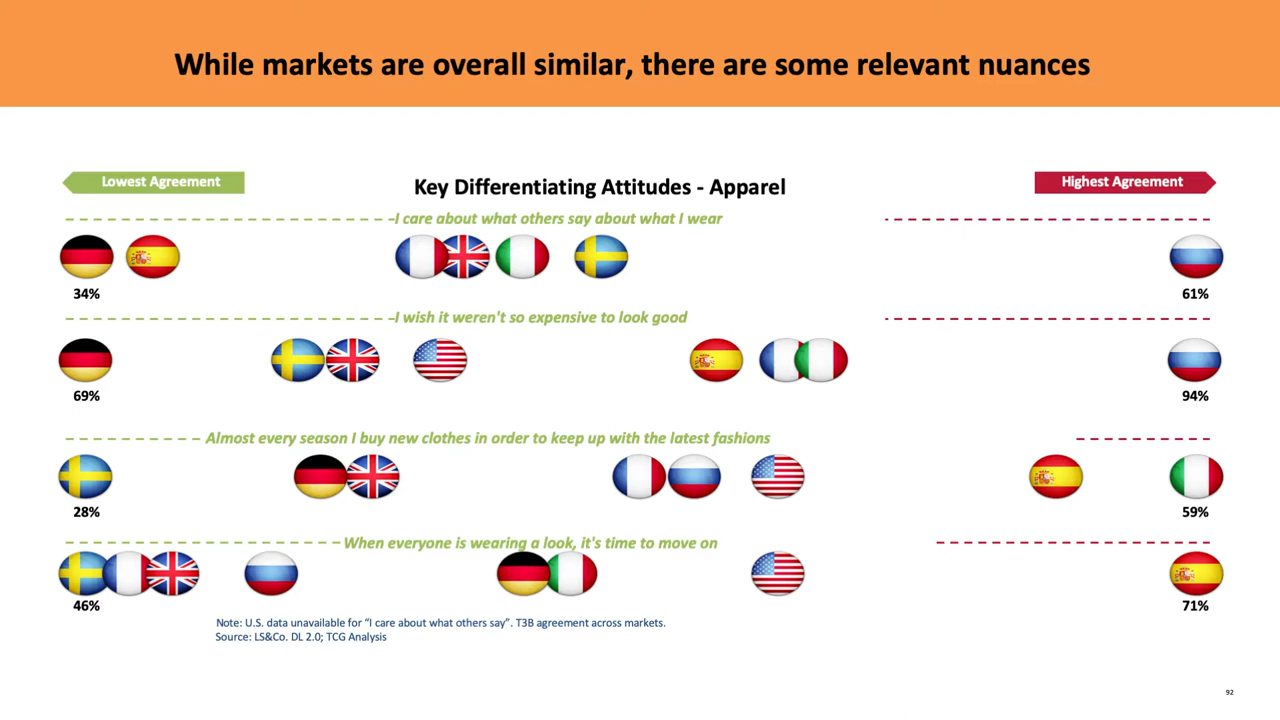 While markets are overall similar, there are some relevant nuances
Lowest Agreement
Key Differentiating Attitudes - Apparel
Highest Agreement
I care about what others say about what I wear
34%
61%
I wish it weren't so expensive to look good
69%
94%
Almost every season I buy new clothes in order to keep up with the latest fashions
28%
59%
When everyone is wearing a look, it's time to move on
46%
71%
Note: U.S. data unavailable for “I care about what others say”. T3B agreement across markets.
Source: LS&Co. DL 2.0; TCG Analysis
92